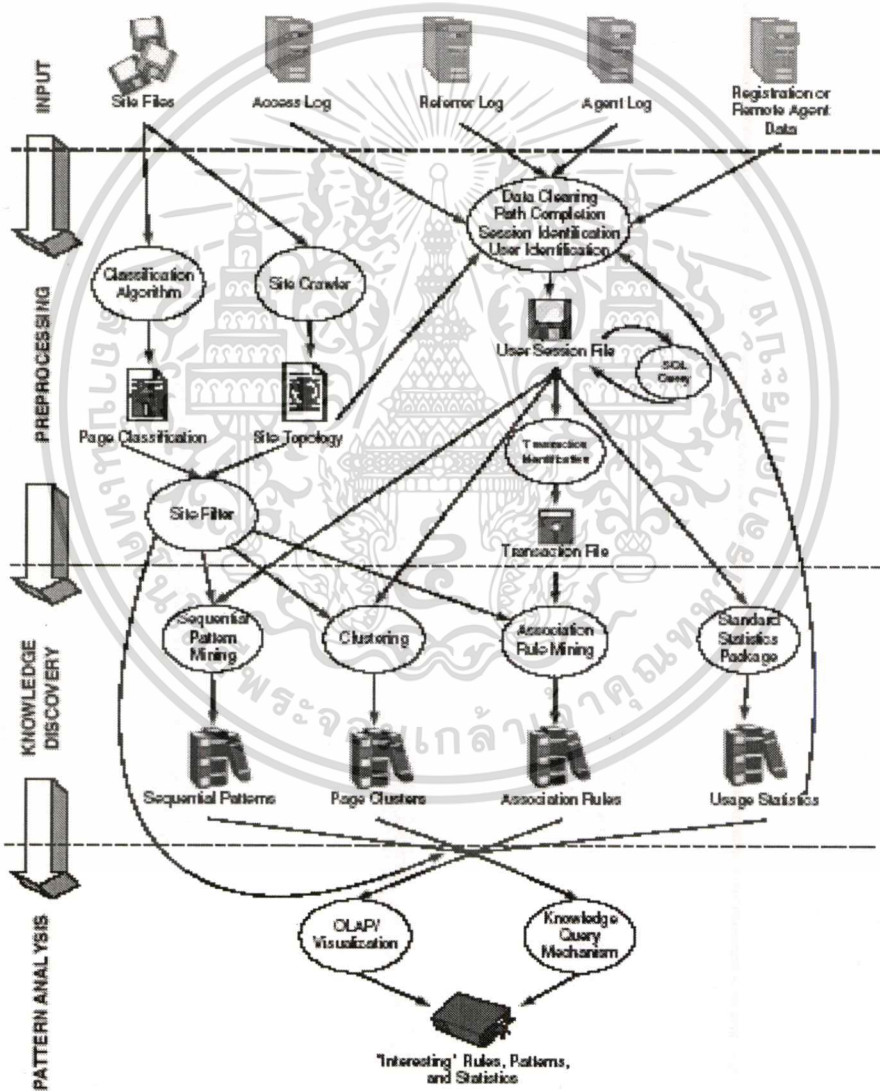 INPUT
Site Files
Access Log
Referrer Log
Agent Log
Registration or
Remote Agent
Data
PREPROCESSING
Data Cleaning
Path Completion
Session Identification
User Identification
Classification
Algorithm
Site Crawler
User Session File
SQL
Query
Page Classification
Site Topology
Transaction
Identification
Site Filter
Transaction File
KNOWLEDGE
DISCOVERY
Sequential
Pattern
Mining
Clustering
Association
Rule Mining
Standard
Statistics
Package
Sequential Patterns
Page Clusters
Association Rules
Usage Statistics
PATTERN ANALYSIS
OLAP/
Visualization
Knowledge
Query
Mechanism
"Interesting" Rules, Patterns,
and Statistics